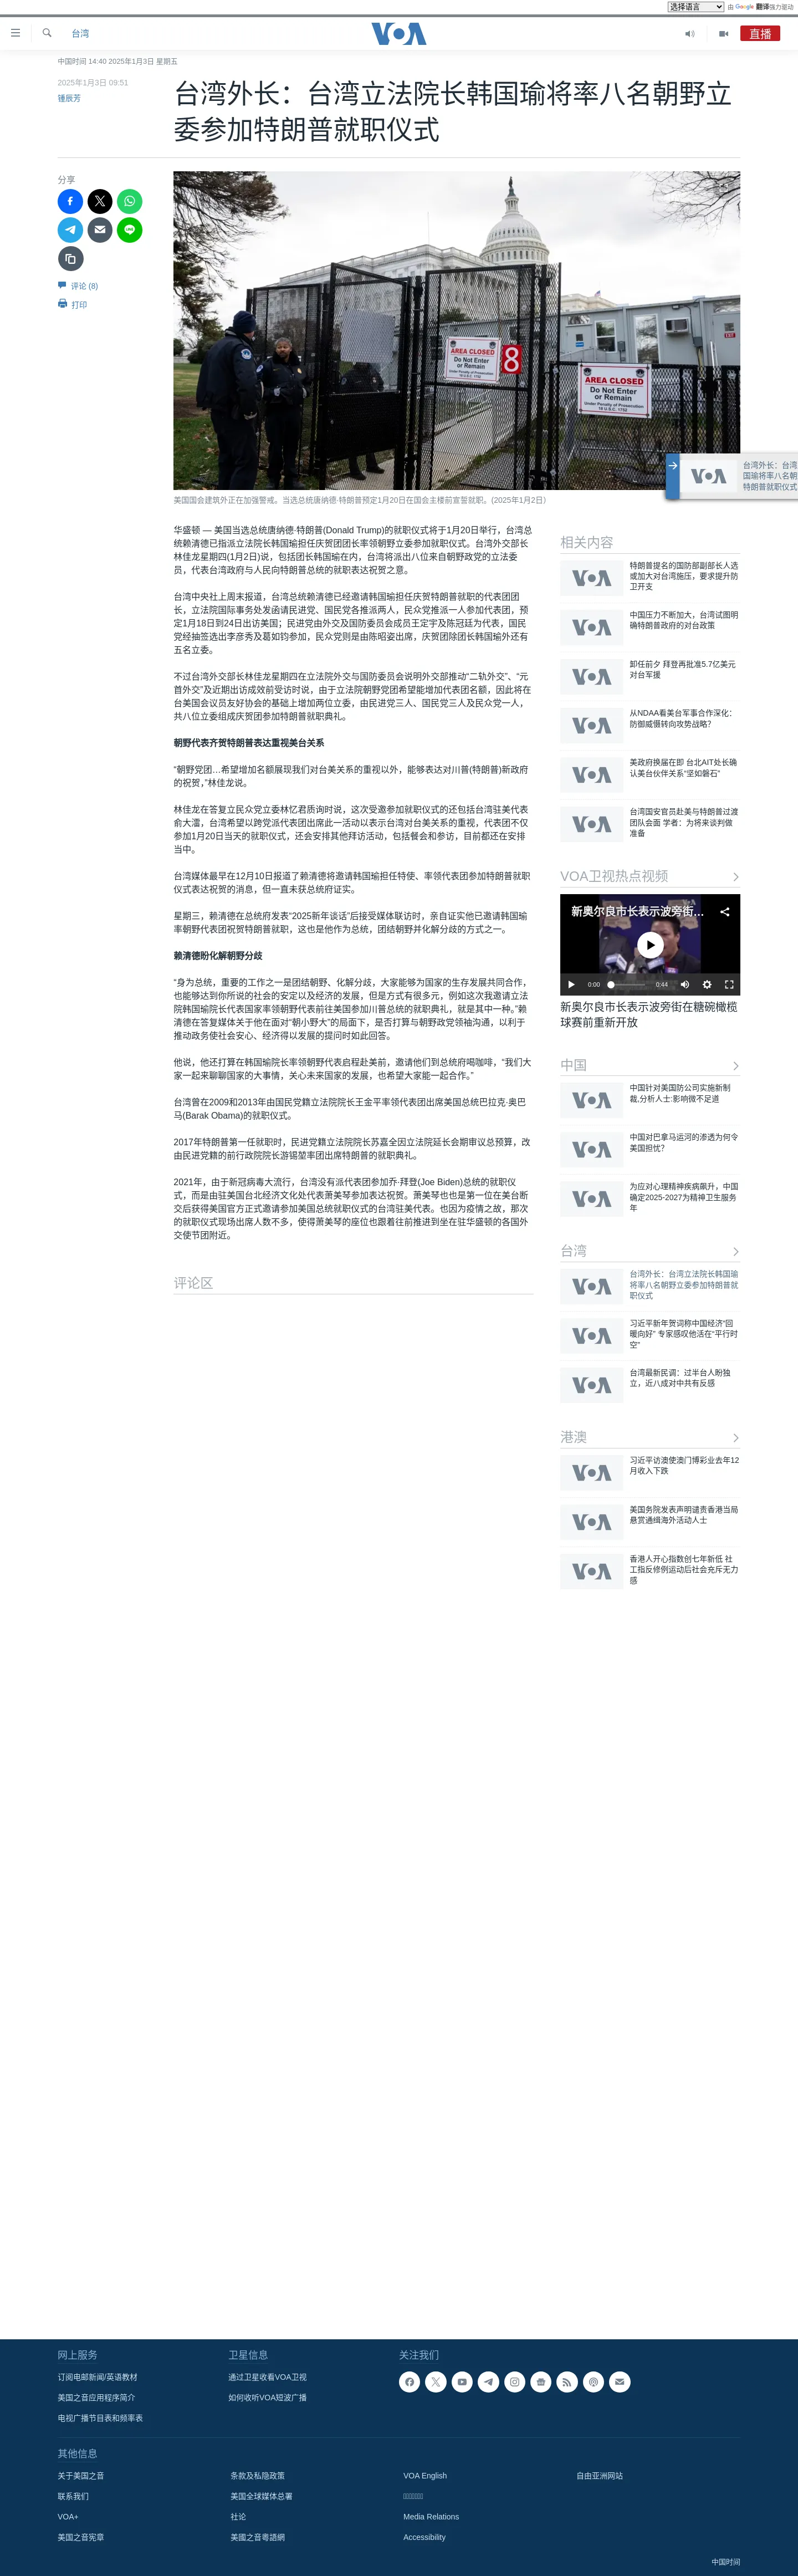 选择语言
由 Google 翻译强力驱动
台湾
VOA
直播
中国时间 14:40 2025年1月3日 星期五
2025年1月3日 09:51
锺辰芳
台湾外长：台湾立法院长韩国瑜将率八名朝野立
委参加特朗普就职仪式
分享
评论 (8)
打印
AREA CLOSED
Do Not Enter
or Remain
8
EXIT
AREA CLOSED
Do Not Enter
or Remain
美国国会建筑外正在加强警戒。当选总统唐纳德·特朗普预定1月20日在国会主楼前宣誓就职。(2025年1月2日）
VOA
台湾外长：台湾
国瑜将率八名朝
特朗普就职仪式
华盛顿 — 美国当选总统唐纳德·特朗普(Donald Trump)的就职仪式将于1月20日举行，台湾总
统赖清德已指派立法院长韩国瑜担任庆贺团团长率领朝野立委参加就职仪式。台湾外交部长
林佳龙星期四(1月2日)说，包括团长韩国瑜在内，台湾将派出八位来自朝野政党的立法委
员，代表台湾政府与人民向特朗普总统的就职表达祝贺之意。
台湾中央社上周末报道，台湾总统赖清德已经邀请韩国瑜担任庆贺特朗普就职的代表团团
长，立法院国际事务处发函请民进党、国民党各推派两人，民众党推派一人参加代表团，预
定1月18日到24日出访美国；民进党由外交及国防委员会成员王定宇及陈冠廷为代表，国民
党经抽签选出李彦秀及葛如钧参加，民众党则是由陈昭姿出席，庆贺团除团长韩国瑜外还有
五名立委。
不过台湾外交部长林佳龙星期四在立法院外交与国防委员会说明外交部推动“二轨外交”、“元
首外交”及近期出访成效前受访时说，由于立法院朝野党团希望能增加代表团名额，因此将在
台美国会议员友好协会的基础上增加两位立委，由民进党三人、国民党三人及民众党一人，
共八位立委组成庆贺团参加特朗普就职典礼。
朝野代表齐贺特朗普表达重视美台关系
“朝野党团…希望增加名额展现我们对台美关系的重视以外，能够表达对川普(特朗普)新政府
的祝贺，”林佳龙说。
林佳龙在答复立民众党立委林忆君质询时说，这次受邀参加就职仪式的还包括台湾驻美代表
俞大㵢，台湾希望以跨党派代表团出席此一活动以表示台湾对台美关系的重视，代表团不仅
参加1月20日当天的就职仪式，还会安排其他拜访活动，包括餐会和参访，目前都还在安排
当中。
台湾媒体最早在12月10日报道了赖清德将邀请韩国瑜担任特使、率领代表团参加特朗普就职
仪式表达祝贺的消息，但一直未获总统府证实。
星期三，赖清德在总统府发表“2025新年谈话”后接受媒体联访时，亲自证实他已邀请韩国瑜
率朝野代表团祝贺特朗普就职，这也是他作为总统，团结朝野并化解分歧的方式之一。
赖清德盼化解朝野分歧
“身为总统，重要的工作之一是团结朝野、化解分歧，大家能够为国家的生存发展共同合作，
也能够达到你所说的社会的安定以及经济的发展，但是方式有很多元，例如这次我邀请立法
院韩国瑜院长代表国家率领朝野代表前往美国参加川普总统的就职典礼，就是其中一种。”赖
清德在答复媒体关于他在面对“朝小野大”的局面下，是否打算与朝野政党领袖沟通，以利于
推动政务使社会安心、经济得以发展的提问时如此回答。
他说，他还打算在韩国瑜院长率领朝野代表启程赴美前，邀请他们到总统府喝咖啡，“我们大
家一起来聊聊国家的大事情，关心未来国家的发展，也希望大家能一起合作。”
台湾曾在2009和2013年由国民党籍立法院院长王金平率领代表团出席美国总统巴拉克·奥巴
马(Barak Obama)的就职仪式。
2017年特朗普第一任就职时，民进党籍立法院院长苏嘉全因立法院延长会期审议总预算，改
由民进党籍的前行政院院长游锡堃率团出席特朗普的就职典礼。
2021年，由于新冠病毒大流行，台湾没有派代表团参加乔·拜登(Joe Biden)总统的就职仪
式，而是由驻美国台北经济文化处代表萧美琴参加表达祝贺。萧美琴也也是第一位在美台断
交后获得美国官方正式邀请参加美国总统就职仪式的台湾驻美代表。也因为疫情之故，那次
的就职仪式现场出席人数不多，使得萧美琴的座位也跟着往前推进到坐在驻华盛顿的各国外
交使节团附近。
评论区
相关内容
VOA
特朗普提名的国防部副部长人选
或加大对台湾施压，要求提升防
卫开支
VOA
中国压力不断加大，台湾试图明
确特朗普政府的对台政策
VOA
卸任前夕 拜登再批准5.7亿美元
对台军援
VOA
从NDAA看美台军事合作深化：
防御威慑转向攻势战略？
VOA
美政府换届在即 台北AIT处长确
认美台伙伴关系“坚如磐石”
VOA
台湾国安官员赴美与特朗普过渡
团队会面 学者：为将来谈判做
准备
VOA卫视热点视频
新奥尔良市长表示波旁街...
0:00
0:44
新奥尔良市长表示波旁街在糖碗橄榄
球赛前重新开放
中国
VOA
中国针对美国防公司实施新制
裁,分析人士:影响微不足道
VOA
中国对巴拿马运河的渗透为何令
美国担忧？
VOA
为应对心理精神疾病飙升，中国
确定2025-2027为精神卫生服务
年
台湾
VOA
台湾外长：台湾立法院长韩国瑜
将率八名朝野立委参加特朗普就
职仪式
VOA
习近平新年贺词称中国经济“回
暖向好” 专家感叹他活在“平行时
空”
VOA
台湾最新民调：过半台人盼独
立，近八成对中共有反感
港澳
VOA
习近平访澳使澳门博彩业去年12
月收入下跌
VOA
美国务院发表声明谴责香港当局
悬赏通缉海外活动人士
VOA
香港人开心指数创七年新低 社
工指反修例运动后社会充斥无力
感
网上服务
订阅电邮新闻/英语教材
美国之音应用程序简介
电视广播节目表和频率表
卫星信息
通过卫星收看VOA卫视
如何收听VOA短波广播
关注我们
其他信息
关于美国之音
条款及私隐政策
VOA English
自由亚洲网站
联系我们
美国全球媒体总署
VOA+
社论
Media Relations
美国之音宪章
美國之音粵語網
Accessibility
中国时间